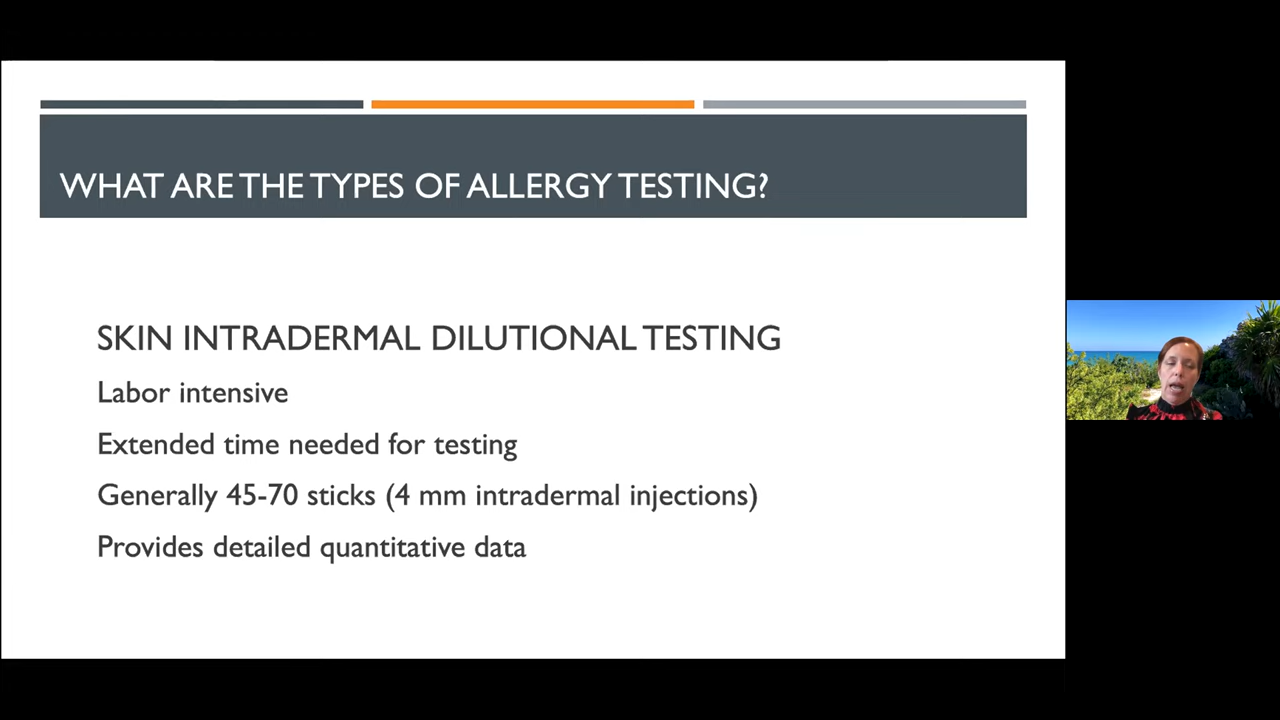 WHAT ARE THE TYPES OF ALLERGY TESTING?
SKIN INTRADERMAL DILUTIONAL TESTING
Labor intensive
Extended time needed for testing
Generally 45-70 sticks (4 mm intradermal injections)
Provides detailed quantitative data